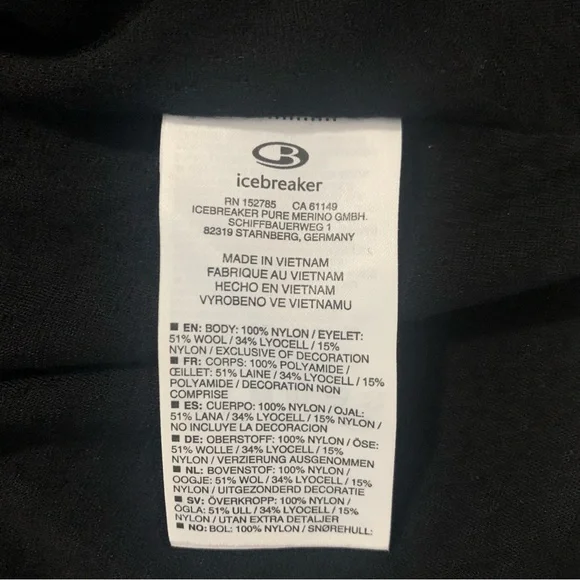 icebreaker
RN 152785 CA 61149
ICEBREAKER PURE MERINO GMBH.
SCHIFFBAUERWEG 1
82319 STARNBERG, GERMANY
MADE IN VIETNAM
FABRIQUE AU VIETNAM
HECHO EN VIETNAM
VYROBENO VE VIETNAMU
■ EN: BODY: 100% NYLON / EYELET:
51% WOOL / 34% LYOCELL / 15%
NYLON / EXCLUSIVE OF DECORATION
■ FR: CORPS: 100% POLYAMIDE /
ŒILLET: 51% LAINE / 34% LYOCELL / 15%
POLYAMIDE / DECORATION NON
COMPRISE
■ ES: CUERPO: 100% NYLON / OJAL:
51% LANA / 34% LYOCELL / 15% NYLON /
NO INCLUYE LA DECORACION
■ DE: OBERSTOFF: 100% NYLON / ÖSE:
51% WOLLE / 34% LYOCELL / 15%
NYLON / VERZIERUNG AUSGENOMMEN
■ NL: BOVENSTOF: 100% NYLON /
OOGJE: 51% WOL / 34% LYOCELL / 15%
NYLON / UITGEZONDERD DECORATIE
■ SV: ÖVERKROPP: 100% NYLON /
ÖGLA: 51% ULL / 34% LYOCELL / 15%
NYLON / UTAN EXTRA DETALJER
■ NO: BOL: 100% NYLON / SNØREHULL: